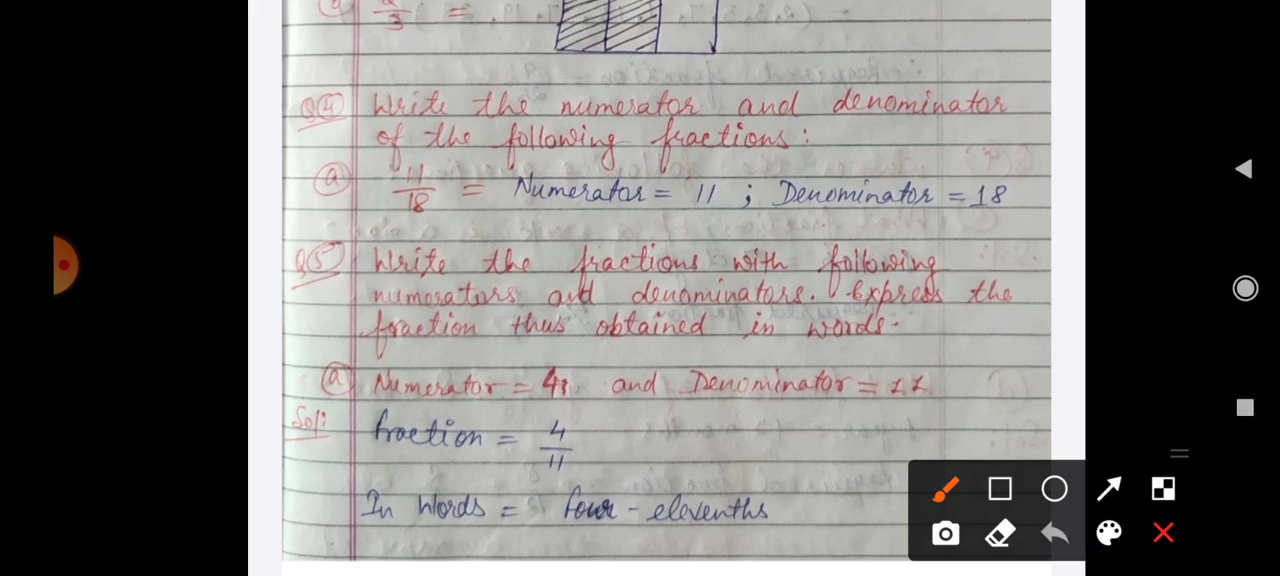 2/3 =
Q4 Write the numerator and denominator
of the following fractions:
a 11/18 = Numerator = 11 ; Denominator = 18
Q5 Write the fractions with following
numerators and denominators. Express the
fraction thus obtained in words.
a Numerator = 4 and Denominator = 11
Sol: fraction = 4/11
In Words = four - elevenths